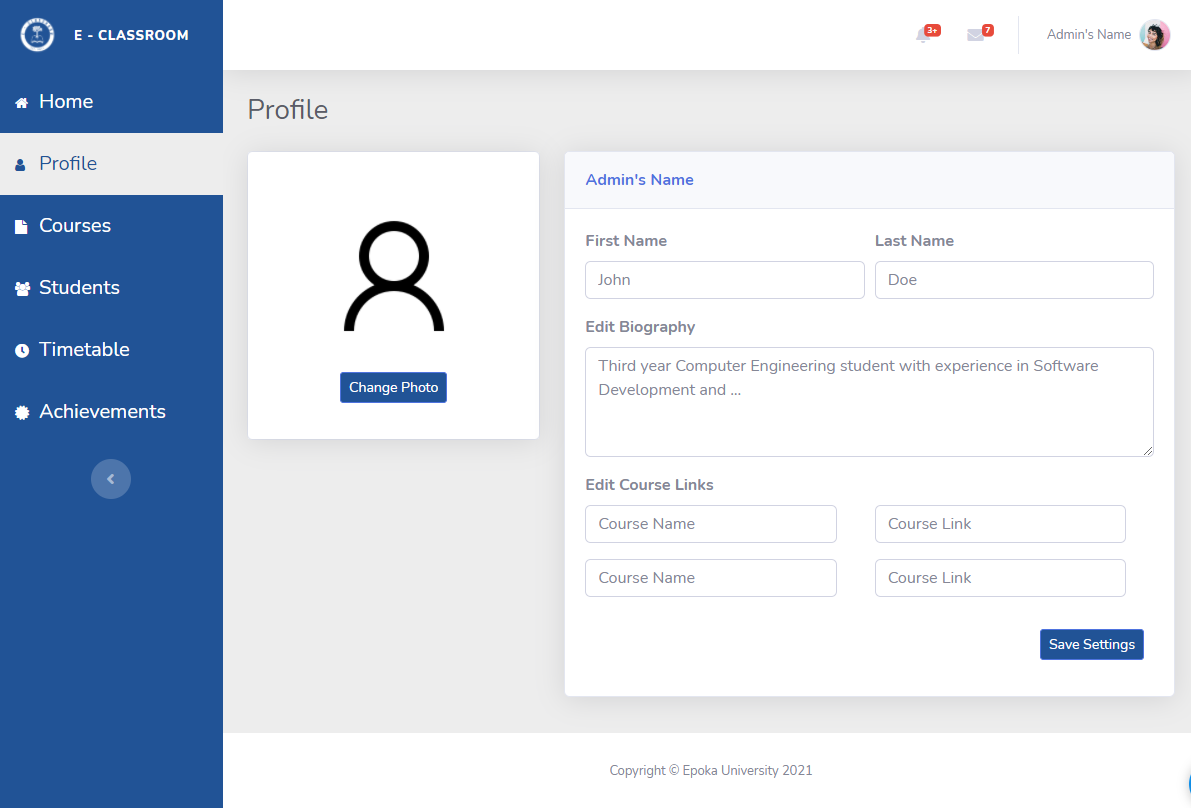 E - CLASSROOM
3+
7
Admin's Name
Home
Profile
Courses
Students
Timetable
Achievements
Profile
Change Photo
Admin's Name
First Name
Last Name
John
Doe
Edit Biography
Third year Computer Engineering student with experience in Software
Development and ...
Edit Course Links
Course Name
Course Link
Course Name
Course Link
Save Settings
Copyright © Epoka University 2021